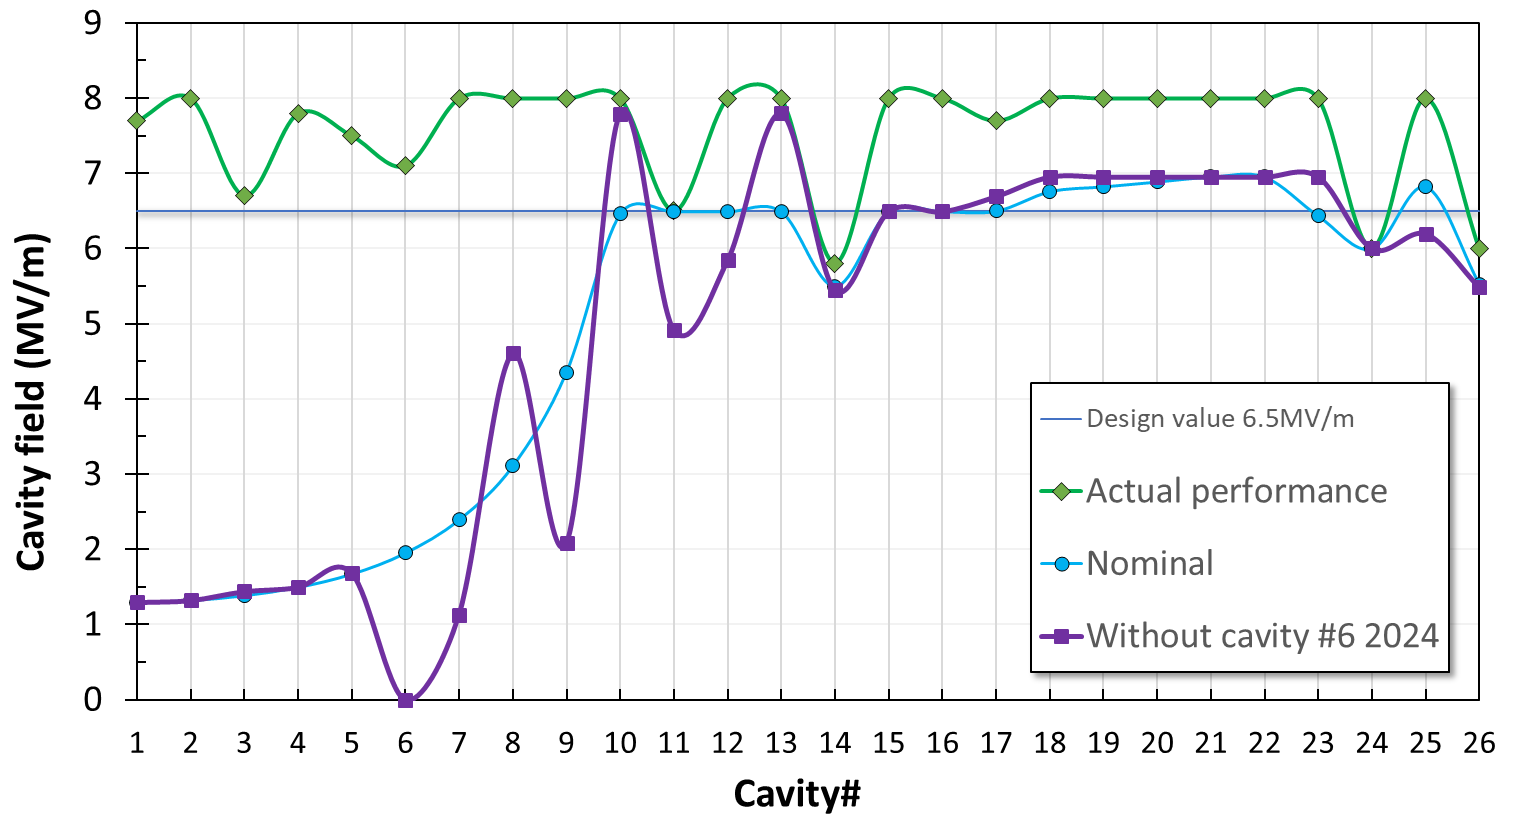 9
8
7
6
5
4
3
2
1
0
Cavity field (MV/m)
Design value 6.5MV/m
Actual performance
Nominal
Without cavity #6 2024
1 2 3 4 5 6 7 8 9 10 11 12 13 14 15 16 17 18 19 20 21 22 23 24 25 26
Cavity#